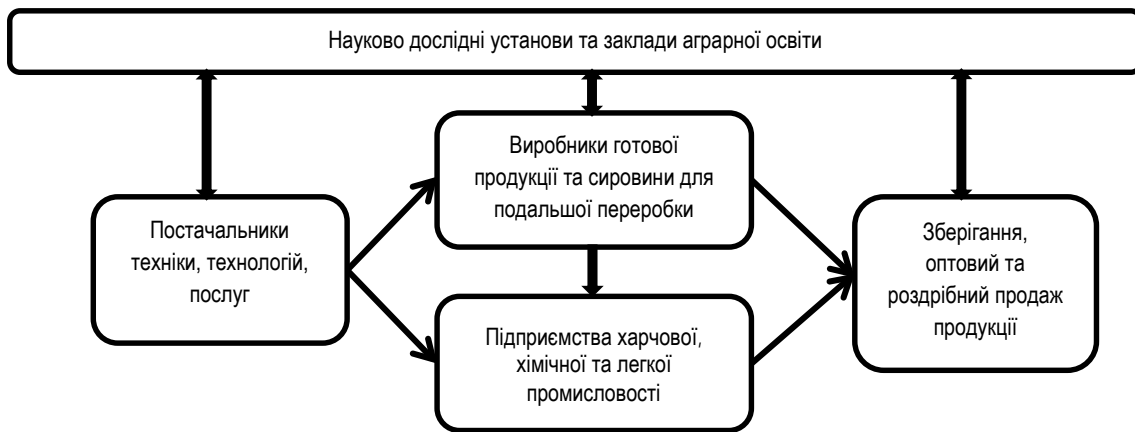 Науково дослідні установи та заклади аграрної освіти
Виробники готової
продукції та сировини для
подальшої переробки
Постачальники
техніки, технологій,
послуг
Зберігання,
оптовий та
роздрібний продаж
продукції
Підприємства харчової,
хімічної та легкої
промисловості